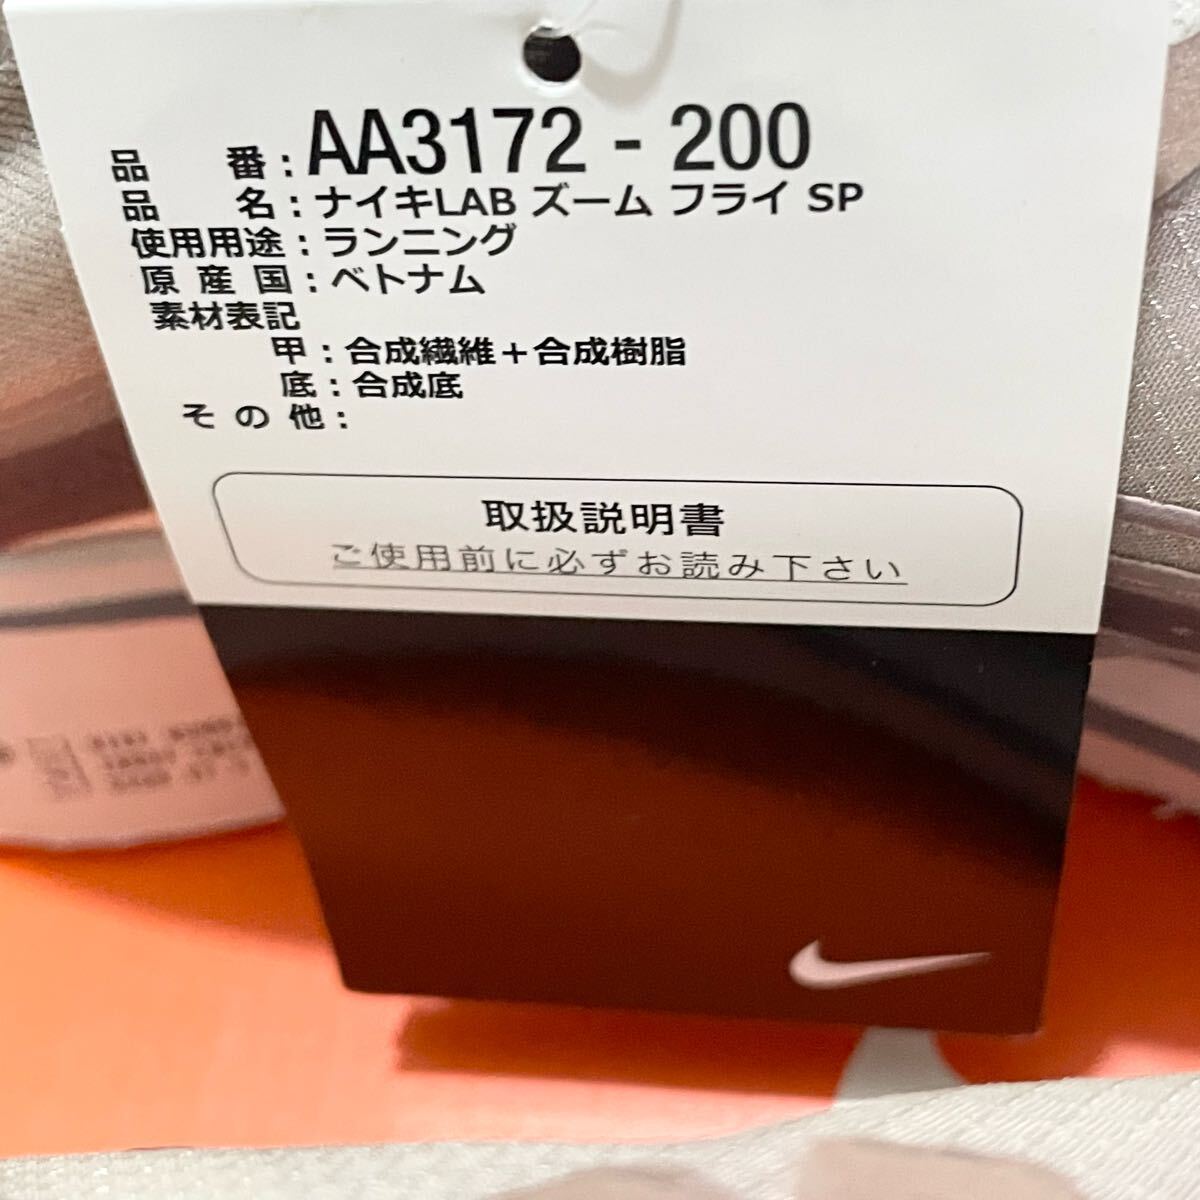 品番：AA3172 - 200
品名：ナイキLAB ズーム フライ SP
使用用途：ランニング
原産国：ベトナム
素材表記
甲：合成繊維＋合成樹脂
底：合成底
その他：
取扱説明書
ご使用前に必ずお読み下さい